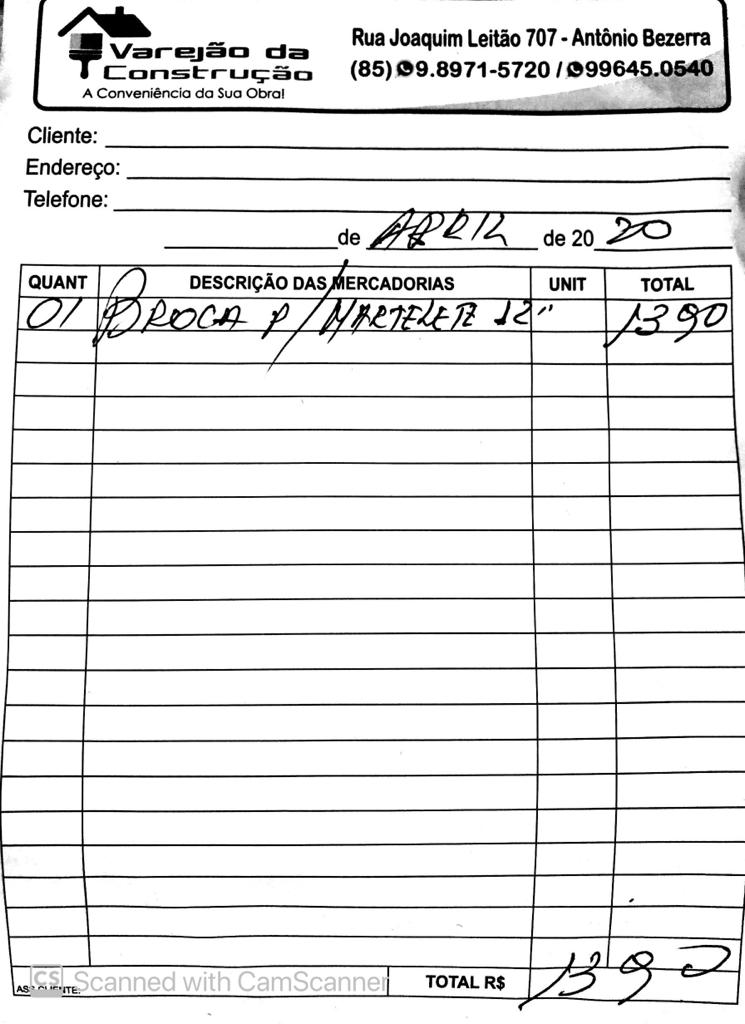 Varejão da
Construção
A Conveniência da Sua Obra!
Rua Joaquim Leitão 707 - Antônio Bezerra
(85) 9.8971-5720 / 99645.0540
Cliente:
Endereço:
Telefone:
de ABRIL de 20 20
QUANT DESCRIÇÃO DAS MERCADORIAS UNIT TOTAL
01 BROCA P/ MARTELETE 12" 13 90
ASS CLIENTE:
CS Scanned with CamScanner
TOTAL R$ 13 90